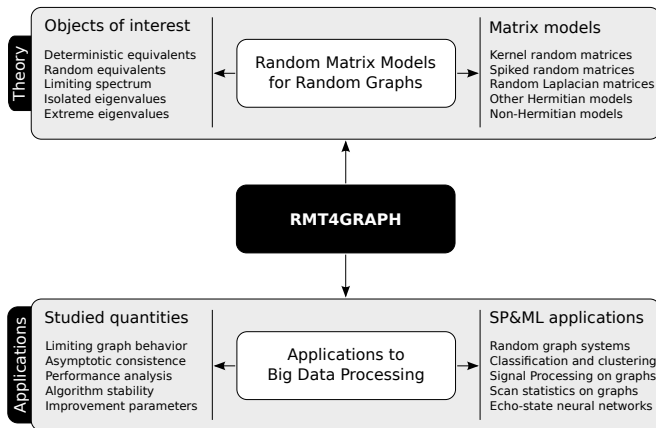 Theory
Objects of interest
Deterministic equivalents
Random equivalents
Limiting spectrum
Isolated eigenvalues
Extreme eigenvalues
Random Matrix Models
for Random Graphs
Matrix models
Kernel random matrices
Spiked random matrices
Random Laplacian matrices
Other Hermitian models
Non-Hermitian models
RMT4GRAPH
Applications
Studied quantities
Limiting graph behavior
Asymptotic consistence
Performance analysis
Algorithm stability
Improvement parameters
Applications to
Big Data Processing
SP&ML applications
Random graph systems
Classification and clustering
Signal Processing on graphs
Scan statistics on graphs
Echo-state neural networks